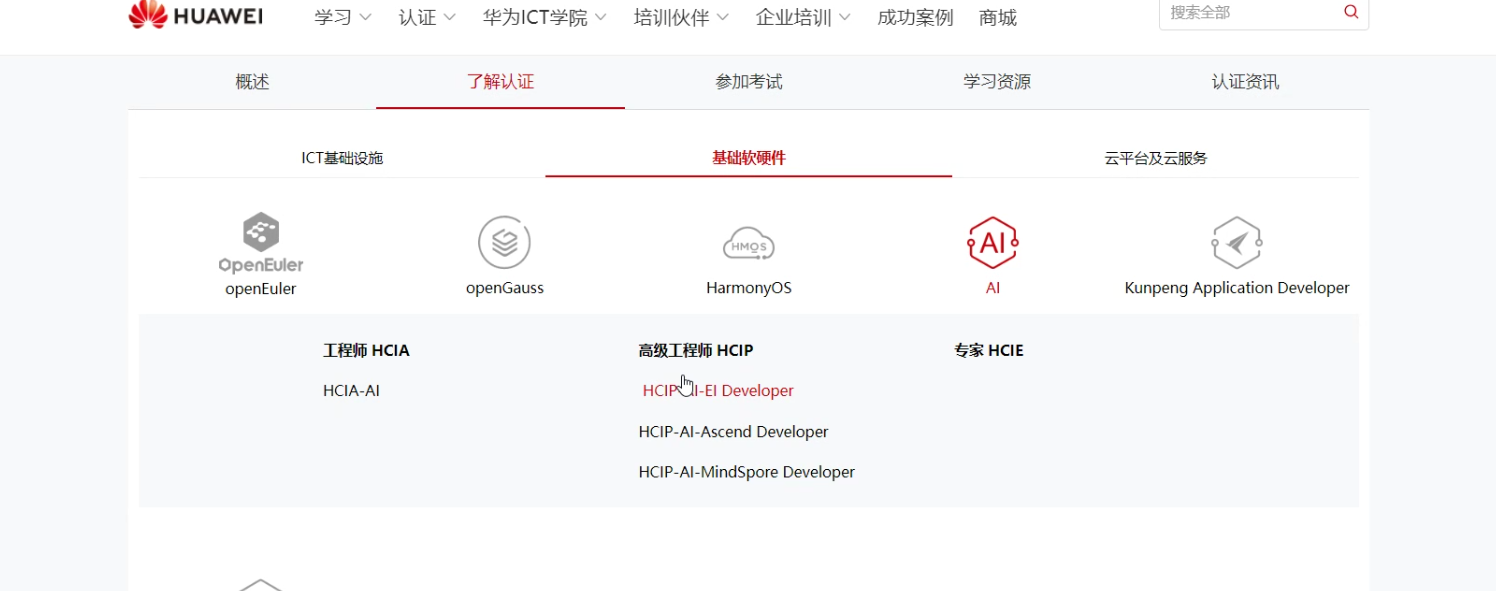 HUAWEI 学习 认证 华为ICT学院 培训伙伴 企业培训 成功案例 商城 搜索全部
概述 了解认证 参加考试 学习资源 认证资讯
ICT基础设施 基础软硬件 云平台及云服务
OpenEuler HMOS AI
openEuler openGauss HarmonyOS AI Kunpeng Application Developer
工程师 HCIA 高级工程师 HCIP 专家 HCIE
HCIA-AI HCIP-AI-EI Developer
HCIP-AI-Ascend Developer
HCIP-AI-MindSpore Developer